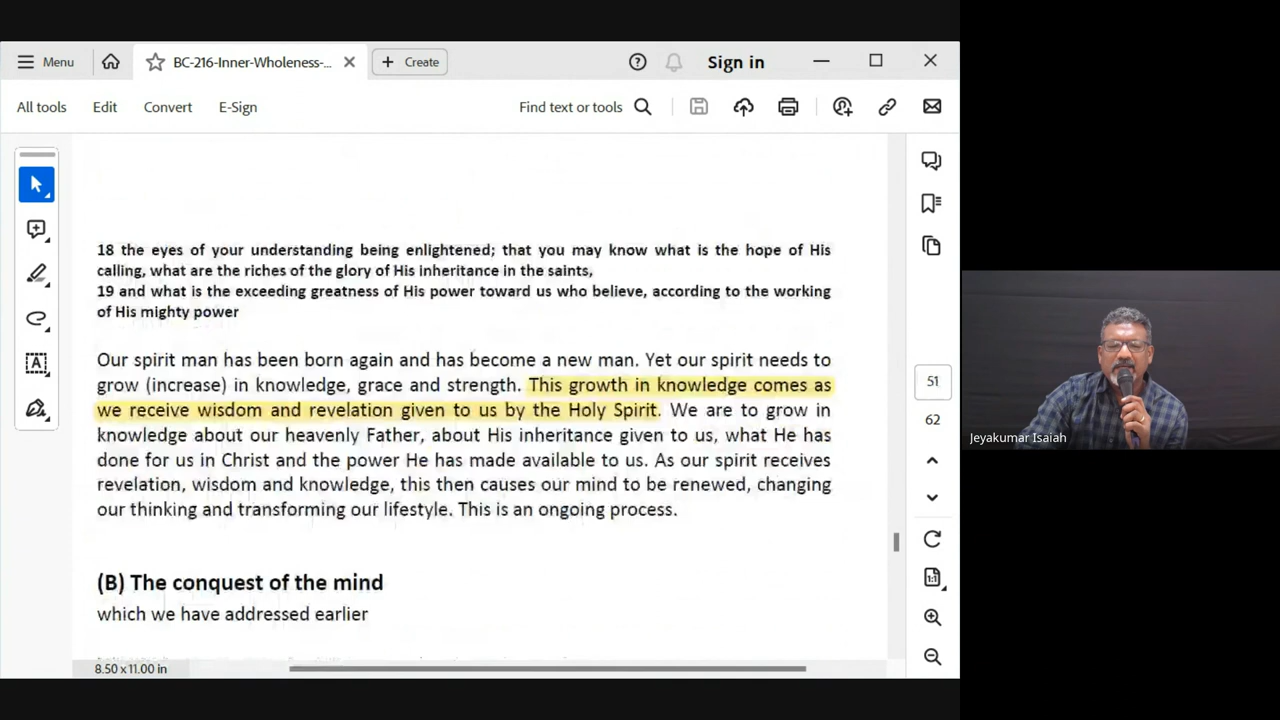 Menu
BC-216-Inner-Wholeness-...
Create
Sign in
All tools
Edit
Convert
E-Sign
Find text or tools
18 the eyes of your understanding being enlightened; that you may know what is the hope of His
calling, what are the riches of the glory of His inheritance in the saints,
19 and what is the exceeding greatness of His power toward us who believe, according to the working
of His mighty power
Our spirit man has been born again and has become a new man. Yet our spirit needs to
grow (increase) in knowledge, grace and strength. This growth in knowledge comes as
we receive wisdom and revelation given to us by the Holy Spirit. We are to grow in
knowledge about our heavenly Father, about His inheritance given to us, what He has
done for us in Christ and the power He has made available to us. As our spirit receives
revelation, wisdom and knowledge, this then causes our mind to be renewed, changing
our thinking and transforming our lifestyle. This is an ongoing process.
(B) The conquest of the mind
which we have addressed earlier
8.50 x 11.00 in
51
62
1:1
Jeyakumar Isaiah